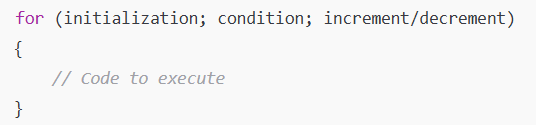 for (initialization; condition; increment/decrement)
{
    // Code to execute
}